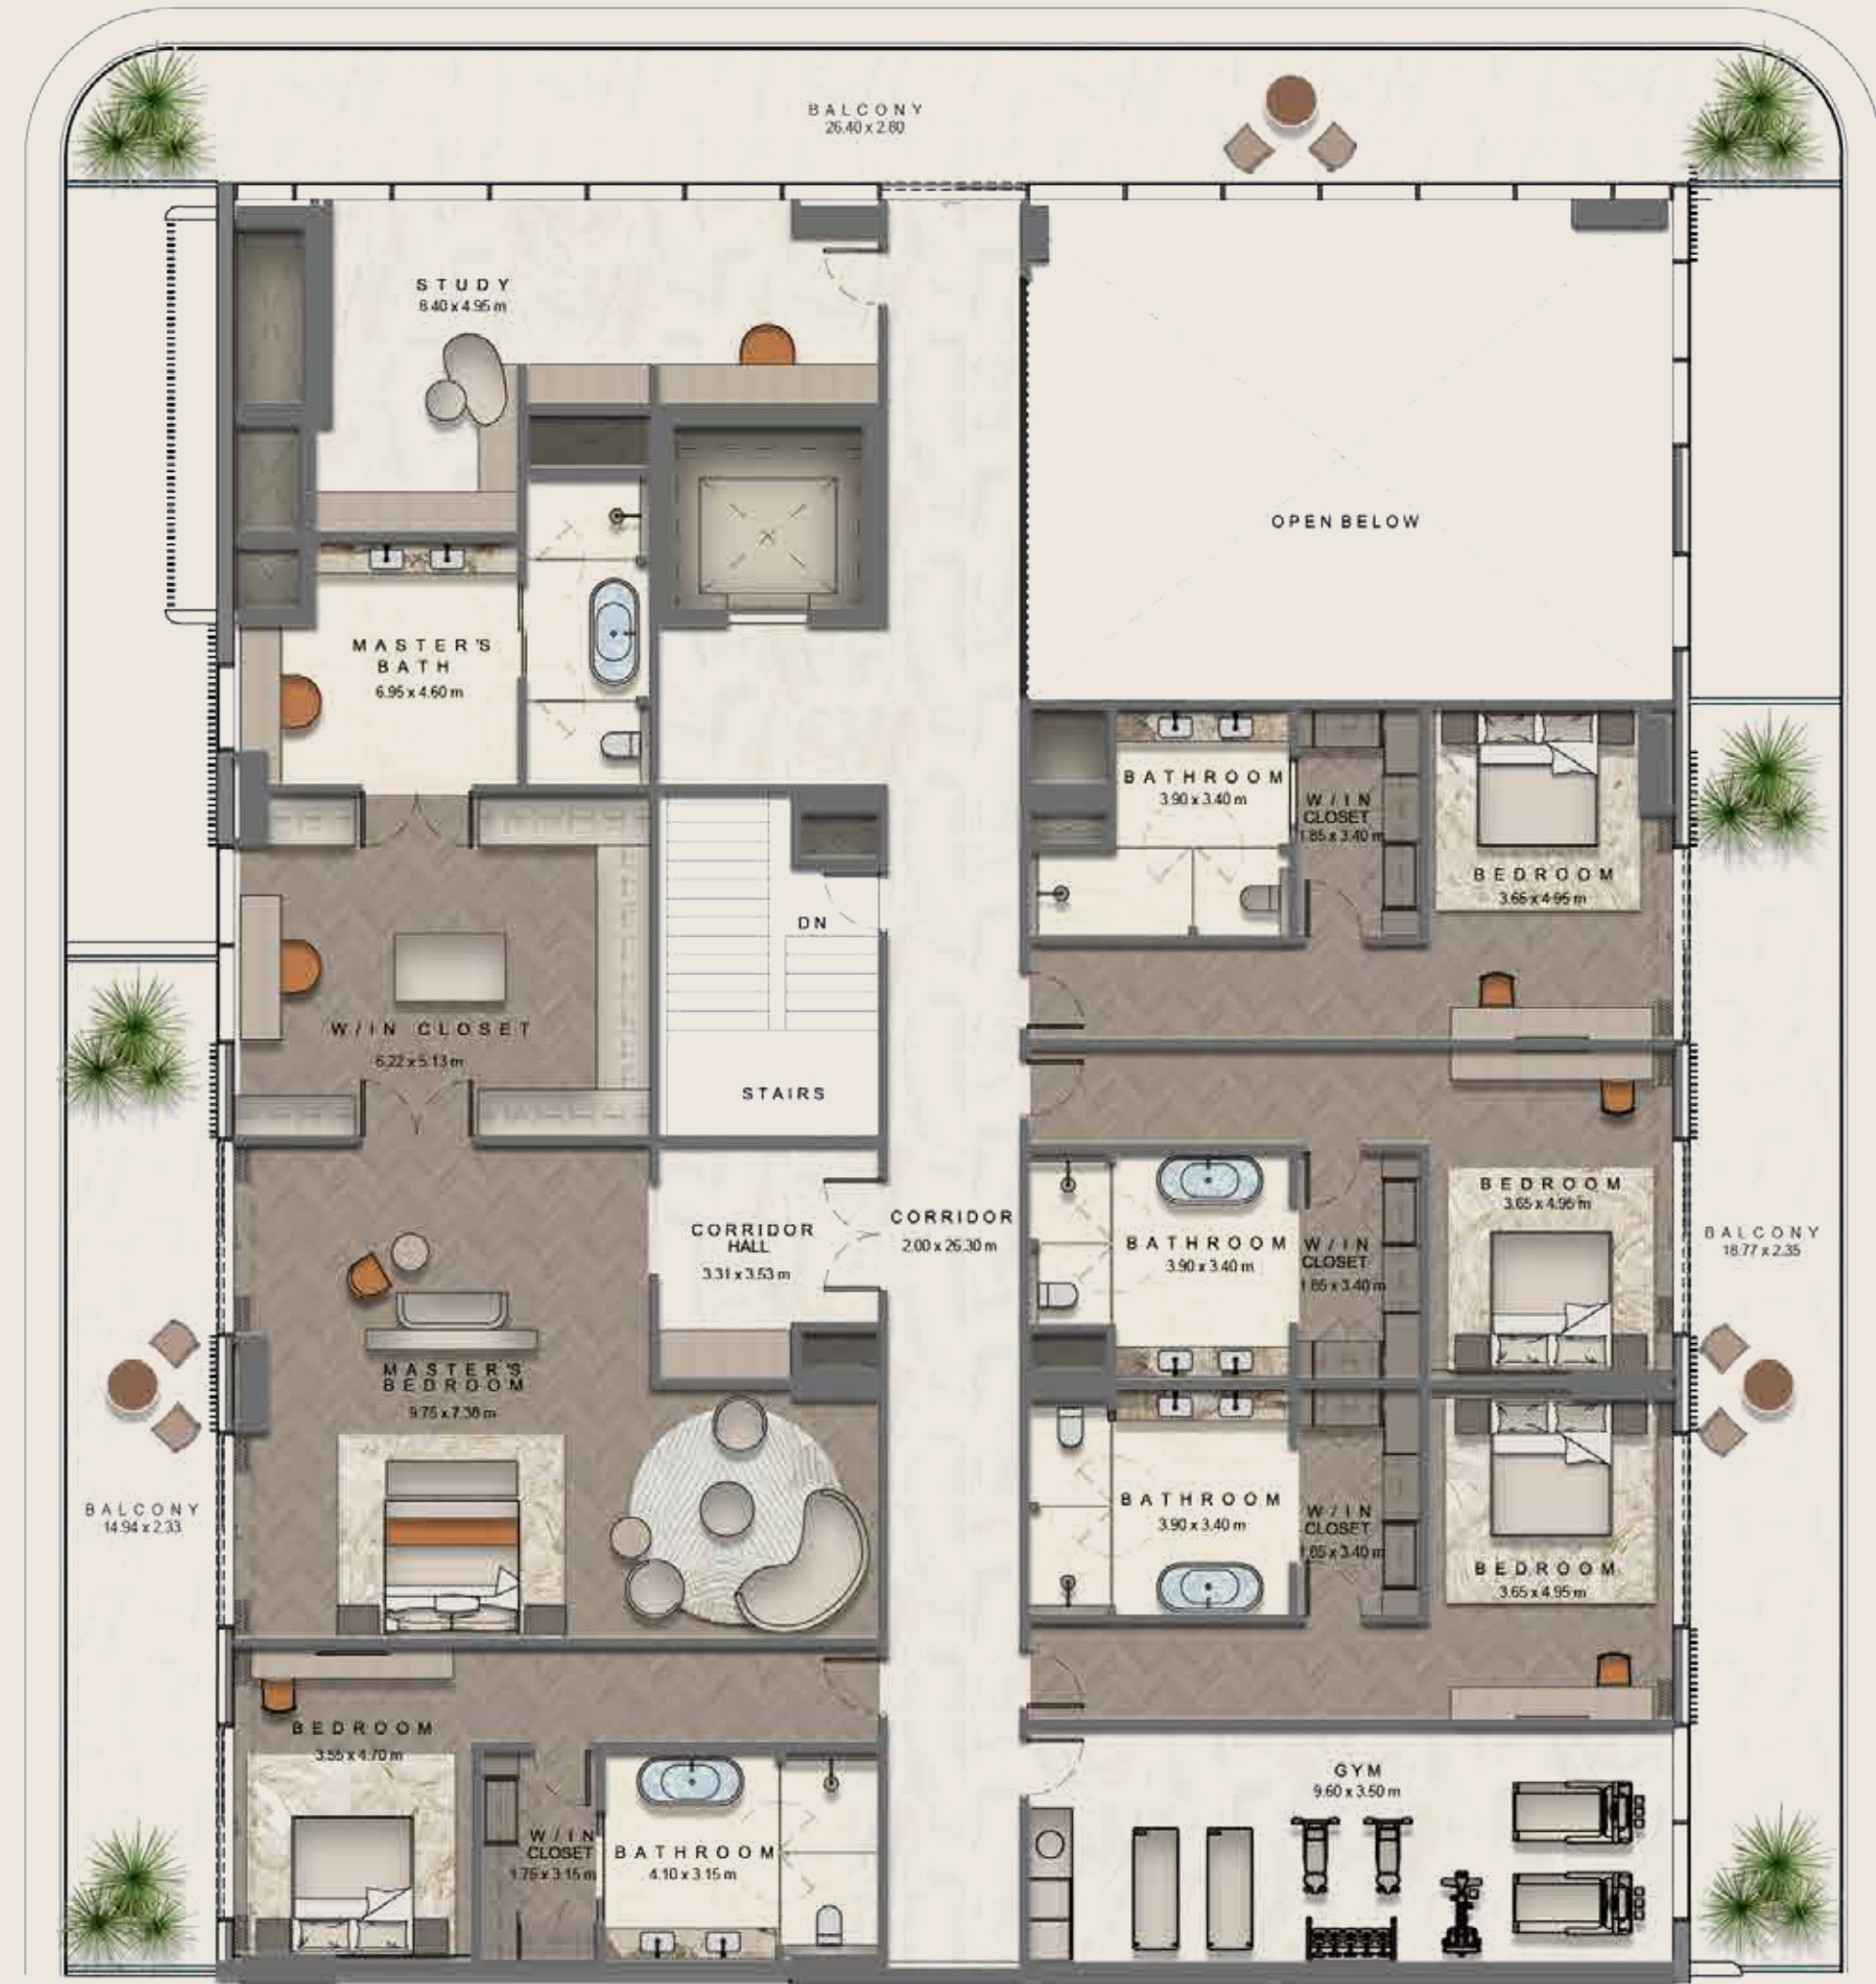 BALCONY
26.40 x 2.80
STUDY
8.40 x 4.95 m
OPEN BELOW
MASTER'S
BATH
6.95 x 4.60 m
BATHROOM
3.90 x 3.40 m
W/IN
CLOSET
1.85 x 3.40 m
BEDROOM
3.65 x 4.95 m
DN
W/IN CLOSET
6.22 x 5.13 m
STAIRS
CORRIDOR
HALL
3.31 x 3.53 m
CORRIDOR
2.00 x 26.30 m
BATHROOM
3.90 x 3.40 m
W/IN
CLOSET
1.85 x 3.40 m
BEDROOM
3.65 x 4.95 m
BALCONY
18.77 x 2.35
MASTER'S
BEDROOM
9.75 x 7.38 m
BALCONY
14.94 x 2.33
BATHROOM
3.90 x 3.40 m
W/IN
CLOSET
1.85 x 3.40 m
BEDROOM
3.65 x 4.95 m
BEDROOM
3.55 x 4.70 m
W/IN
CLOSET
1.75 x 3.15 m
BATHROOM
4.10 x 3.15 m
GYM
9.60 x 3.50 m